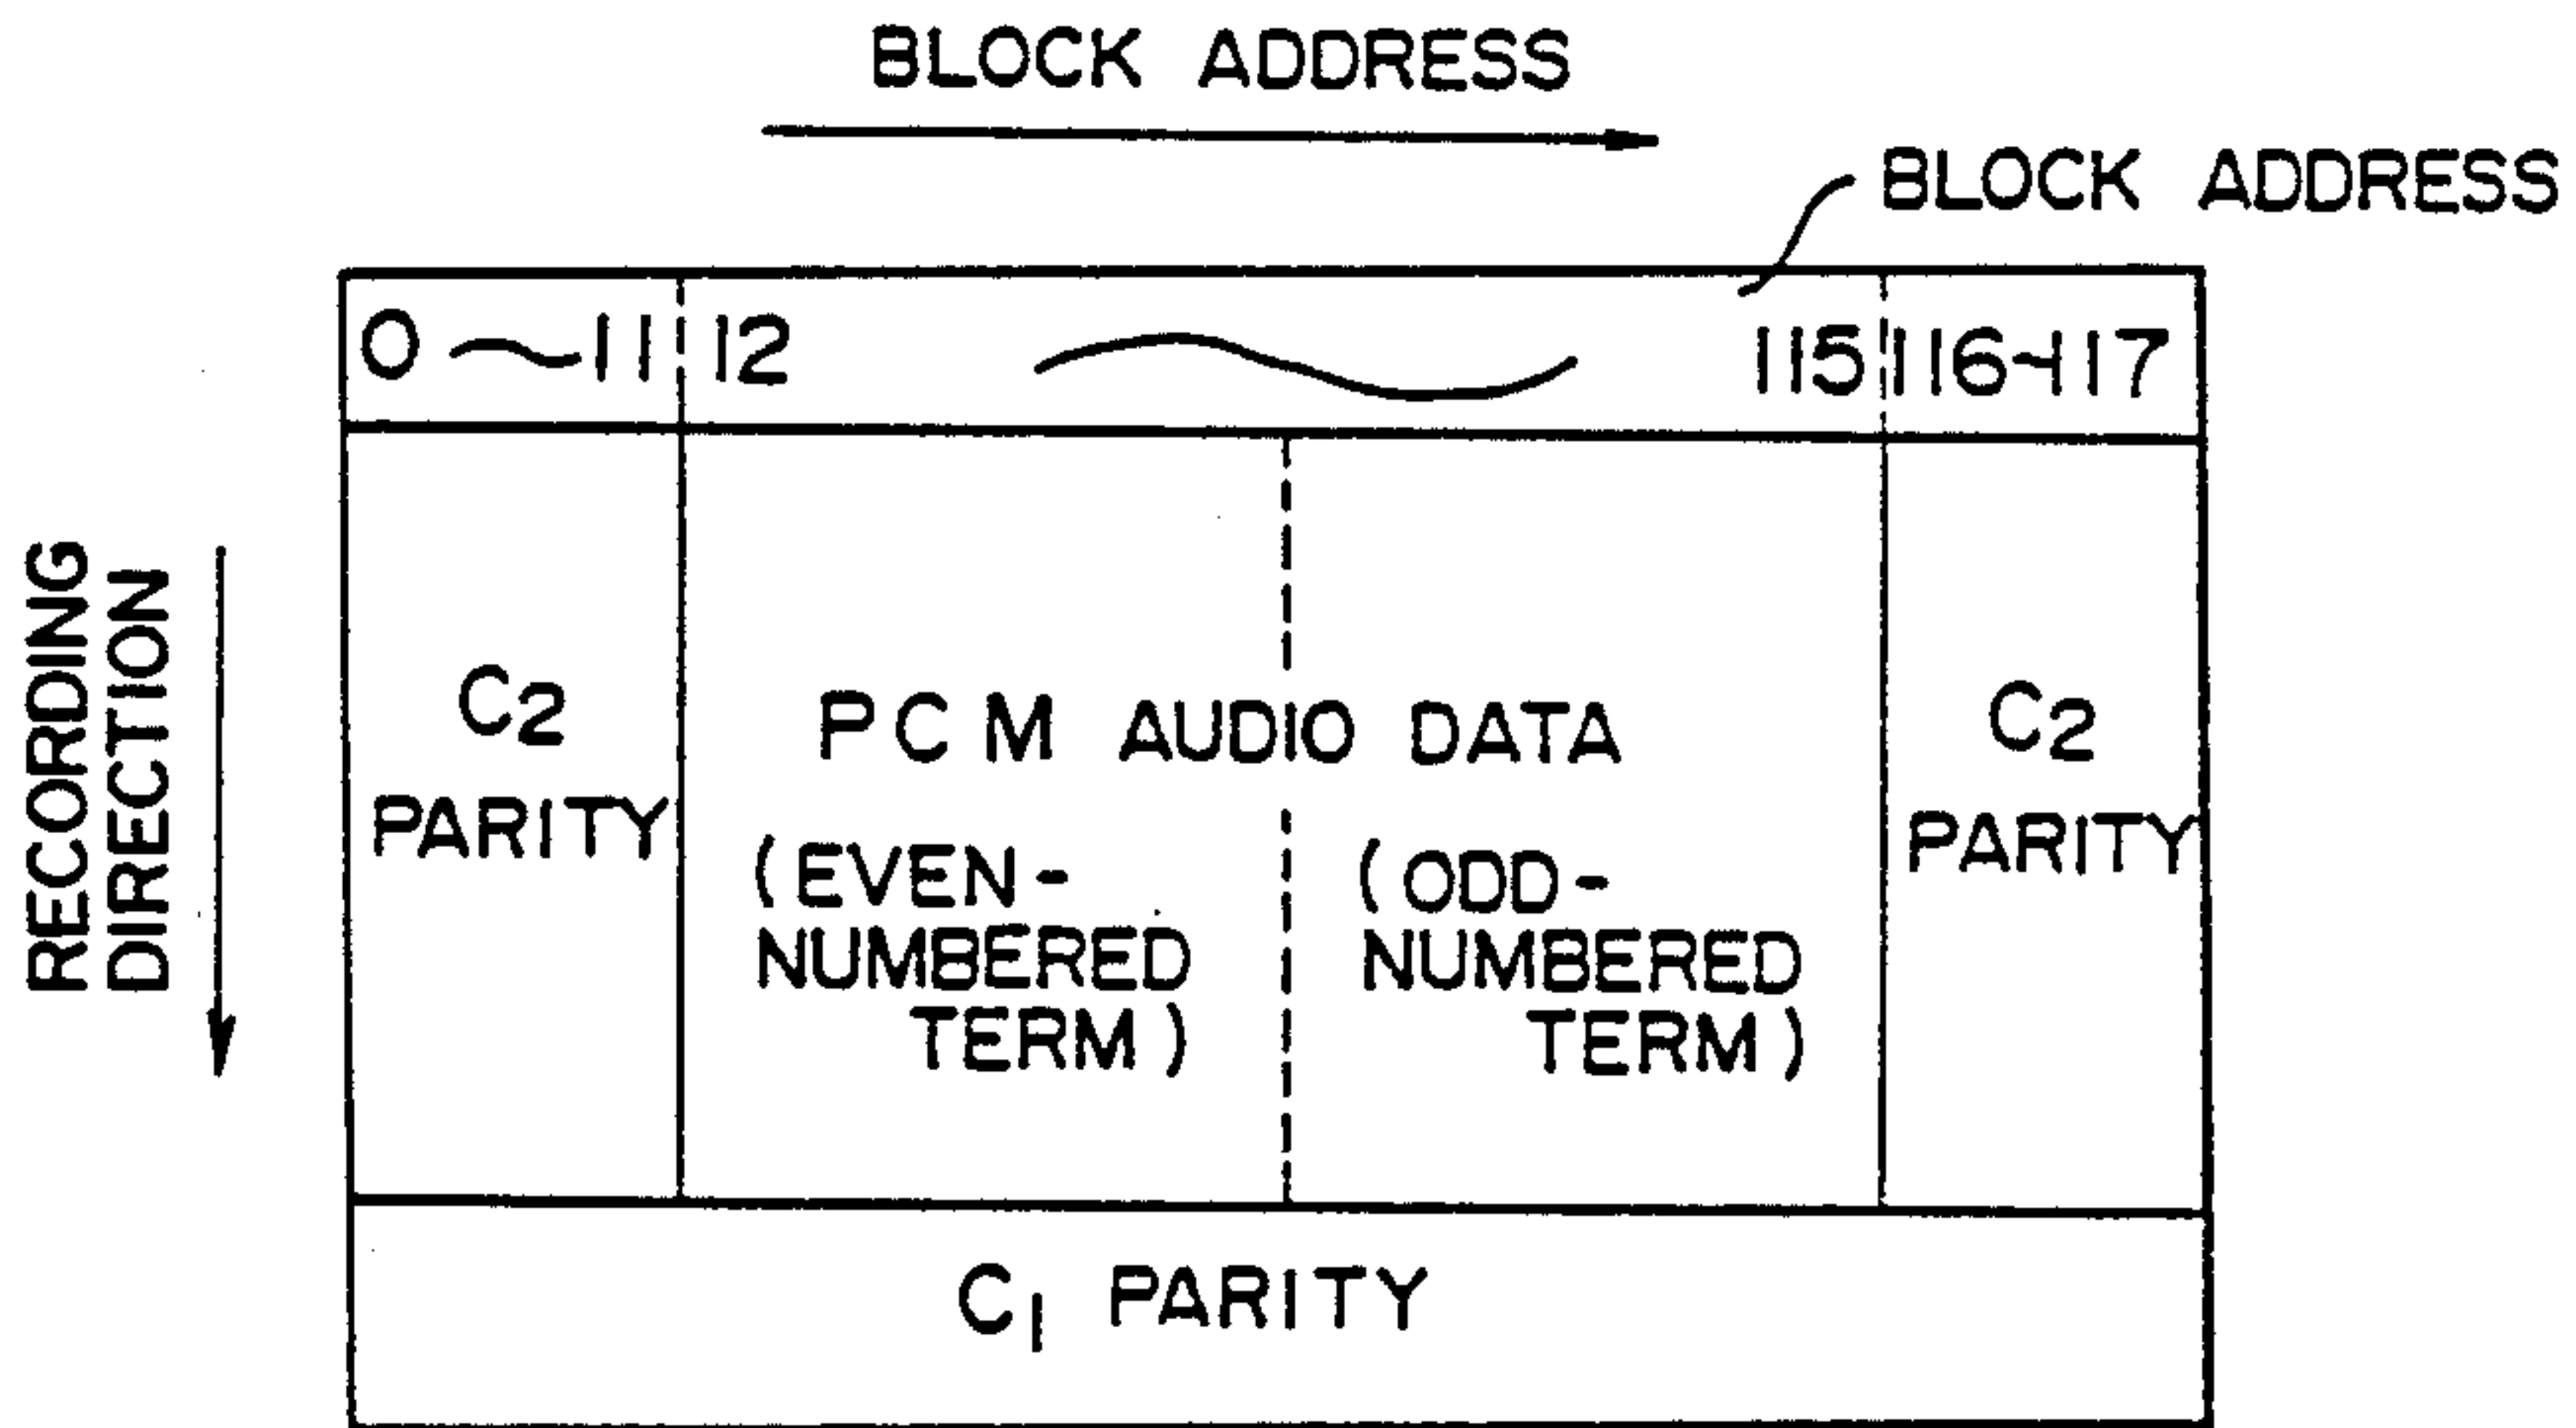 BLOCK ADDRESS
BLOCK ADDRESS
0 ~ 11 12 ~ 115 116~117
RECORDING
DIRECTION
C2
PARITY
PCM AUDIO DATA
(EVEN-
NUMBERED
TERM)
(ODD-
NUMBERED
TERM)
C2
PARITY
C1 PARITY